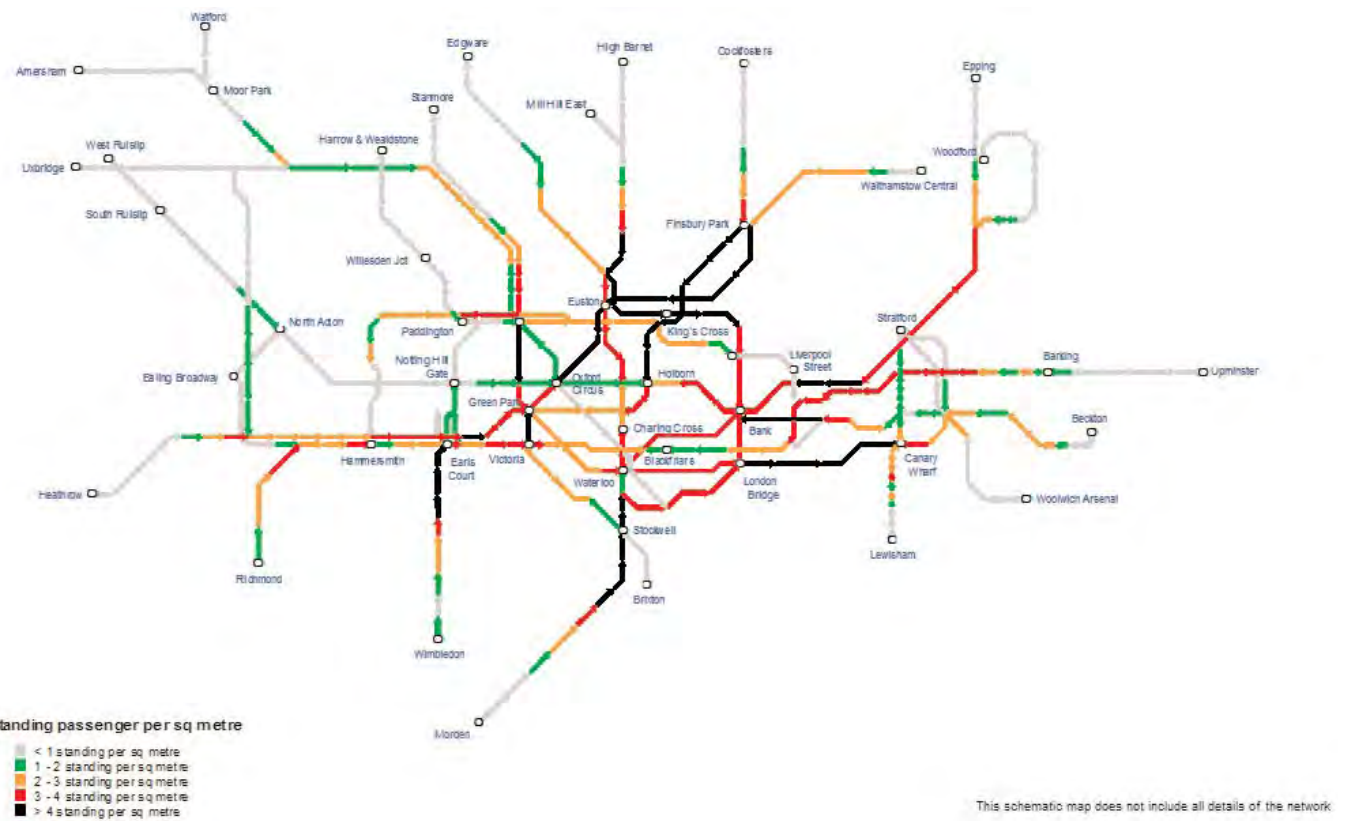 Watford
Edgware
High Barnet
Cockfosters
Amersham
Epping
Moor Park
Stanmore
Mill Hill East
Harrow & Wealdstone
West Ruislip
Woodford
Uxbridge
Walthamstow Central
South Ruislip
Finsbury Park
Willesden Jct
Euston
North Acton
Paddington
King's Cross
Stratford
Notting Hill
Gate
Liverpool
Street
Barking
Ealing Broadway
Oxford
Circus
Holborn
Upminster
Green Park
Charing Cross
Bank
Beckton
Hammersmith
Earls
Court
Victoria
Blackfriars
Canary
Wharf
Heathrow
Waterloo
London
Bridge
Woolwich Arsenal
Stockwell
Lewisham
Richmond
Brixton
Wimbledon
Morden
tanding passenger per sq metre
< 1 standing per sq metre
1 - 2 standing per sq metre
2 - 3 standing per sq metre
3 - 4 standing per sq metre
> 4 standing per sq metre
This schematic map does not include all details of the network